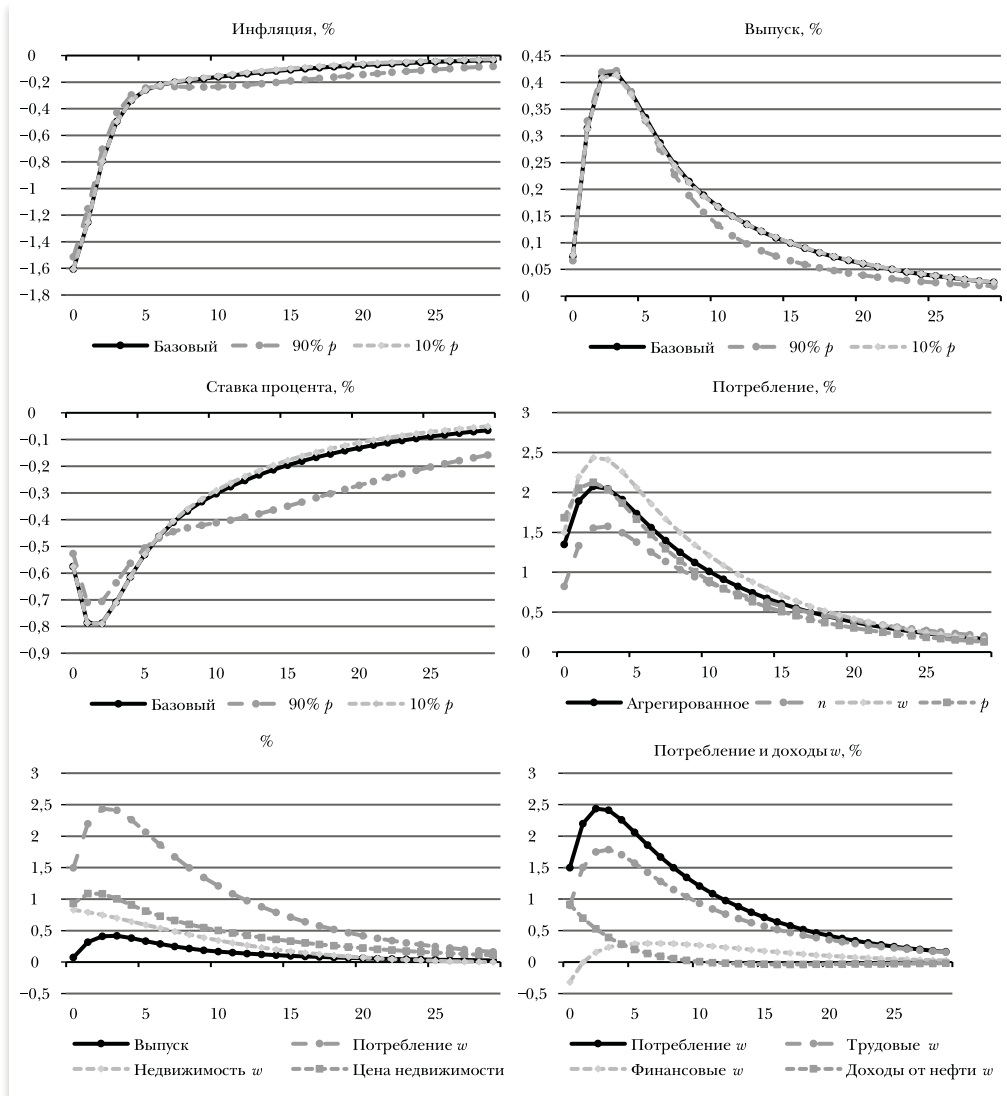 Инфляция, %
0
−0,2
−0,4
−0,6
−0,8
−1
−1,2
−1,4
−1,6
−1,8
0 5 10 15 20 25
Базовый 90% p 10% p
Выпуск, %
0,45
0,4
0,35
0,3
0,25
0,2
0,15
0,1
0,05
0
0 5 10 15 20 25
Базовый 90% p 10% p
Ставка процента, %
0
−0,1
−0,2
−0,3
−0,4
−0,5
−0,6
−0,7
−0,8
−0,9
0 5 10 15 20 25
Базовый 90% p 10% p
Потребление, %
3
2,5
2
1,5
1
0,5
0
0 5 10 15 20 25
Агрегированное n w p
%
3
2,5
2
1,5
1
0,5
0
−0,5
0 5 10 15 20 25
Выпуск Потребление w
Недвижимость w Цена недвижимости
Потребление и доходы w, %
3
2,5
2
1,5
1
0,5
0
−0,5
0 5 10 15 20 25
Потребление w Трудовые w
Финансовые w Доходы от нефти w